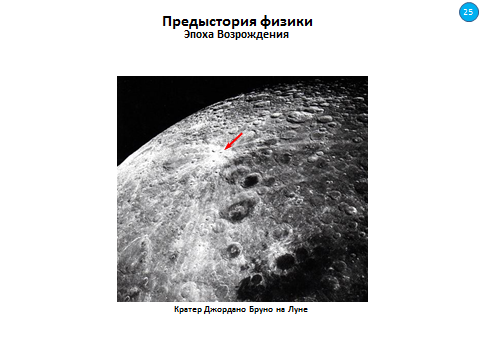 25
Предыстория физики
Эпоха Возрождения
Кратер Джордано Бруно на Луне